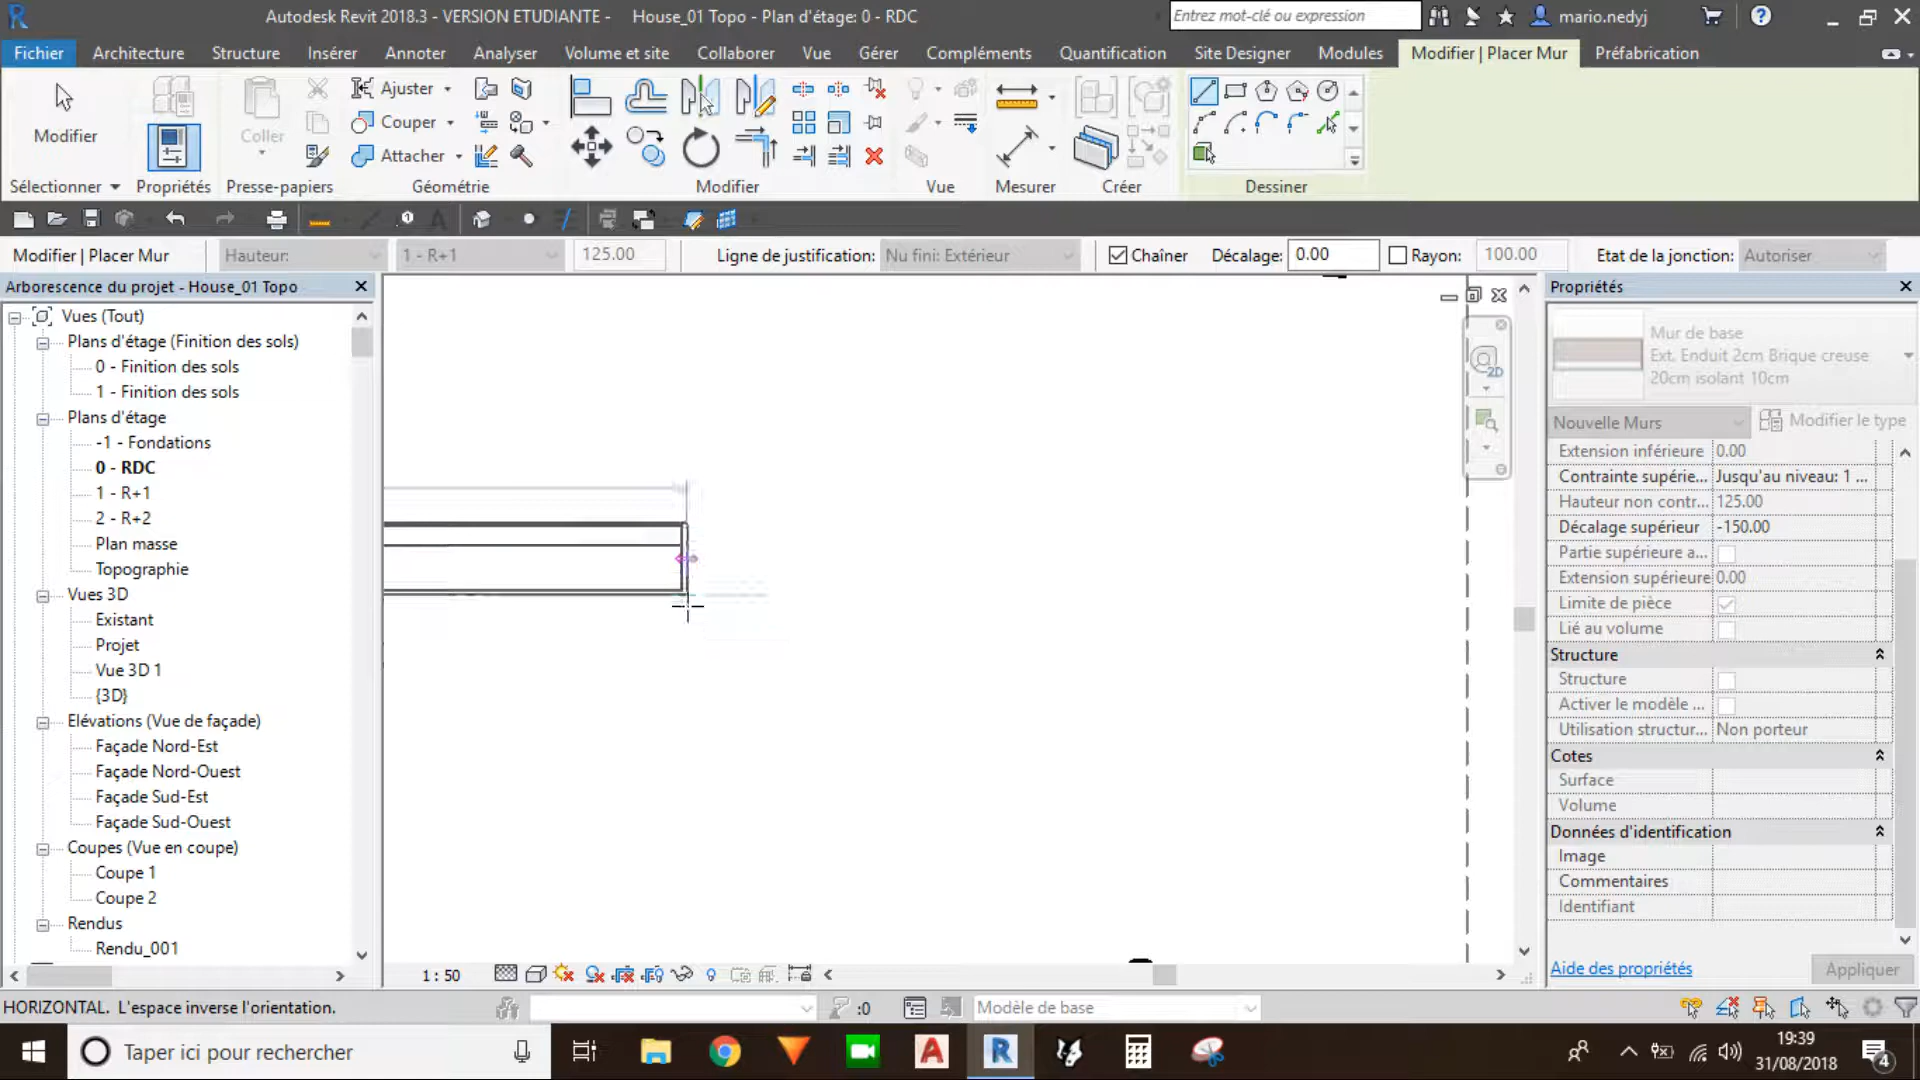 Autodesk Revit 2018.3 - VERSION ETUDIANTE - House_01 Topo - Plan d'étage: 0 - RDC
Entrez mot-clé ou expression
mario.nedyj
Fichier Architecture Structure Insérer Annoter Analyser Volume et site Collaborer Vue Gérer Compléments Quantification Site Designer Modules Modifier | Placer Mur Préfabrication
Modifier
Coller
Ajuster
Couper
Attacher
Sélectionner Propriétés Presse-papiers Géométrie Modifier Vue Mesurer Créer Dessiner
Modifier | Placer Mur Hauteur: 1 - R+1 125.00 Ligne de justification: Nu fini: Extérieur Chaîner Décalage: 0.00 Rayon: 100.00 Etat de la jonction: Autoriser
Arborescence du projet - House_01 Topo
Vues (Tout)
Plans d'étage (Finition des sols)
0 - Finition des sols
1 - Finition des sols
Plans d'étage
-1 - Fondations
0 - RDC
1 - R+1
2 - R+2
Plan masse
Topographie
Vues 3D
Existant
Projet
Vue 3D 1
{3D}
Elévations (Vue de façade)
Façade Nord-Est
Façade Nord-Ouest
Façade Sud-Est
Façade Sud-Ouest
Coupes (Vue en coupe)
Coupe 1
Coupe 2
Rendus
Rendu_001
2D
1 : 50
Propriétés
Mur de base
Ext. Enduit 2cm Brique creuse
20cm isolant 10cm
Nouvelle Murs Modifier le type
Extension inférieure 0.00
Contrainte supérie... Jusqu'au niveau: 1 ...
Hauteur non contr... 125.00
Décalage supérieur -150.00
Partie supérieure a...
Extension supérieure 0.00
Limite de pièce
Lié au volume
Structure
Structure
Activer le modèle ...
Utilisation structur... Non porteur
Cotes
Surface
Volume
Données d'identification
Image
Commentaires
Identifiant
Aide des propriétés Appliquer
HORIZONTAL. L'espace inverse l'orientation.
:0
Modèle de base
Taper ici pour rechercher
19:39
31/08/2018
4